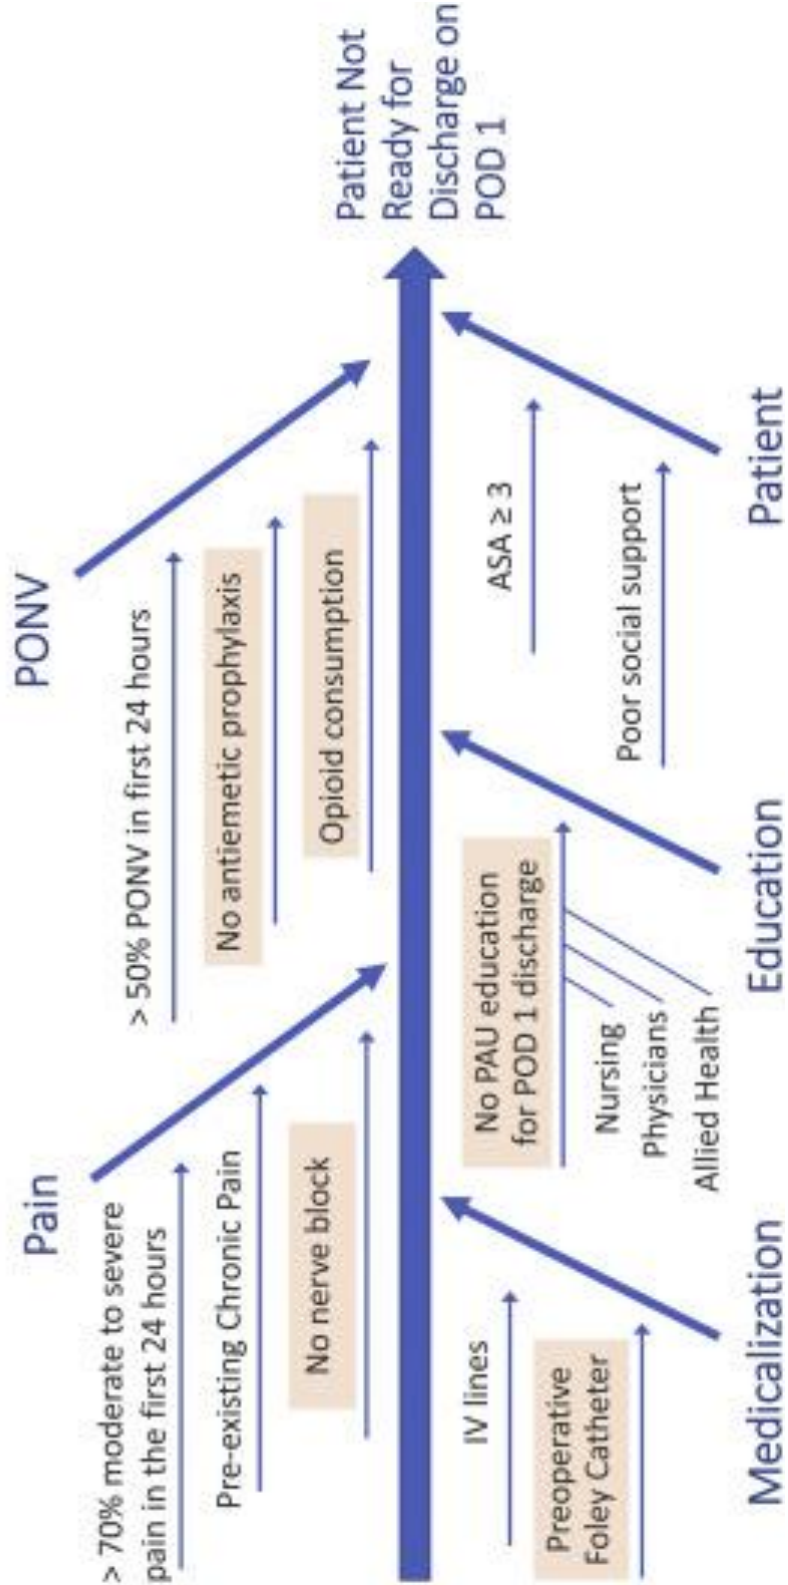 Pain
> 70% moderate to severe
pain in the first 24 hours
Pre-existing Chronic Pain
No nerve block
PONV
> 50% PONV in first 24 hours
No antiemetic prophylaxis
Opioid consumption
Patient Not
Ready for
Discharge on
POD 1
IV lines
Preoperative
Foley Catheter
Medicalization
No PAU education
for POD 1 discharge
Nursing
Physicians
Allied Health
Education
ASA ≥ 3
Poor social support
Patient